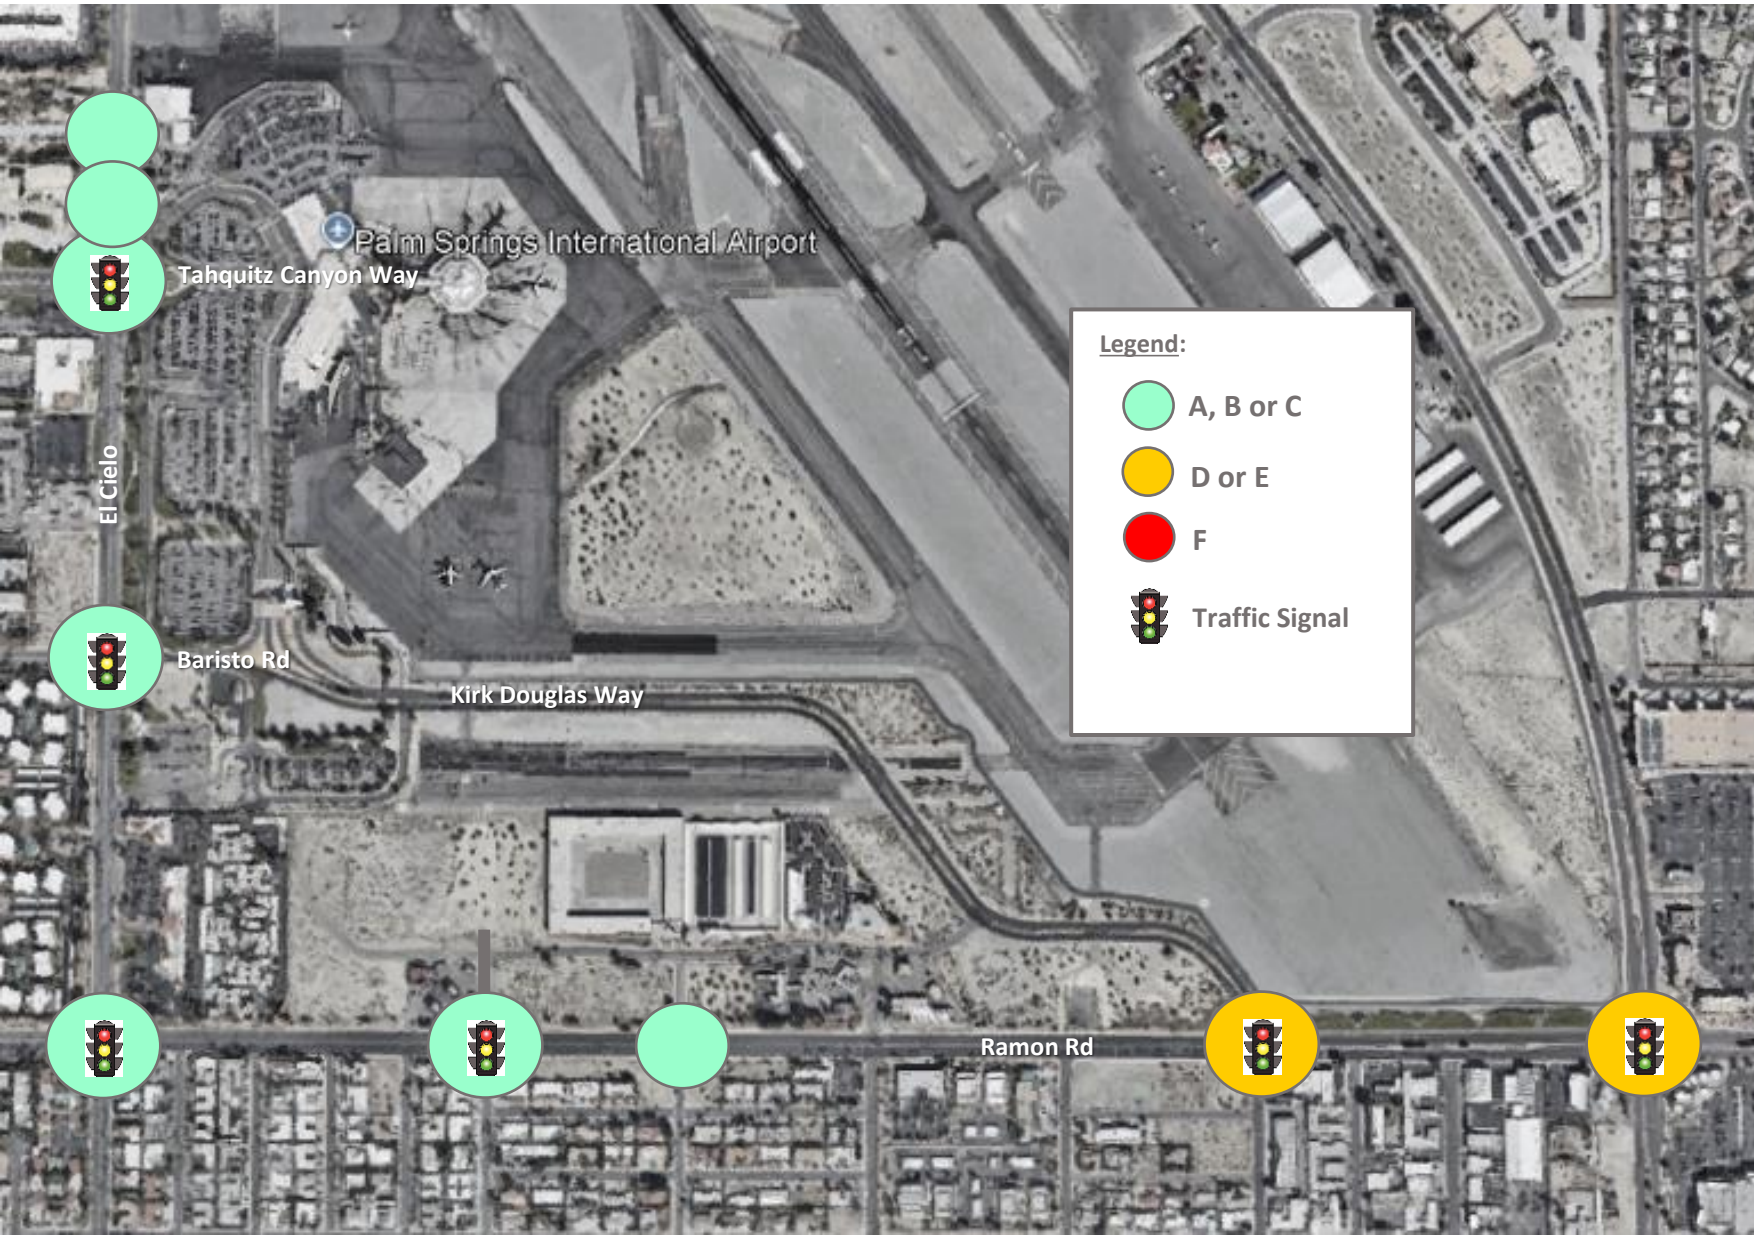 Palm Springs International Airport
Tahquitz Canyon Way
Legend:
A, B or C
D or E
F
Traffic Signal
El Cielo
Baristo Rd
Kirk Douglas Way
Ramon Rd